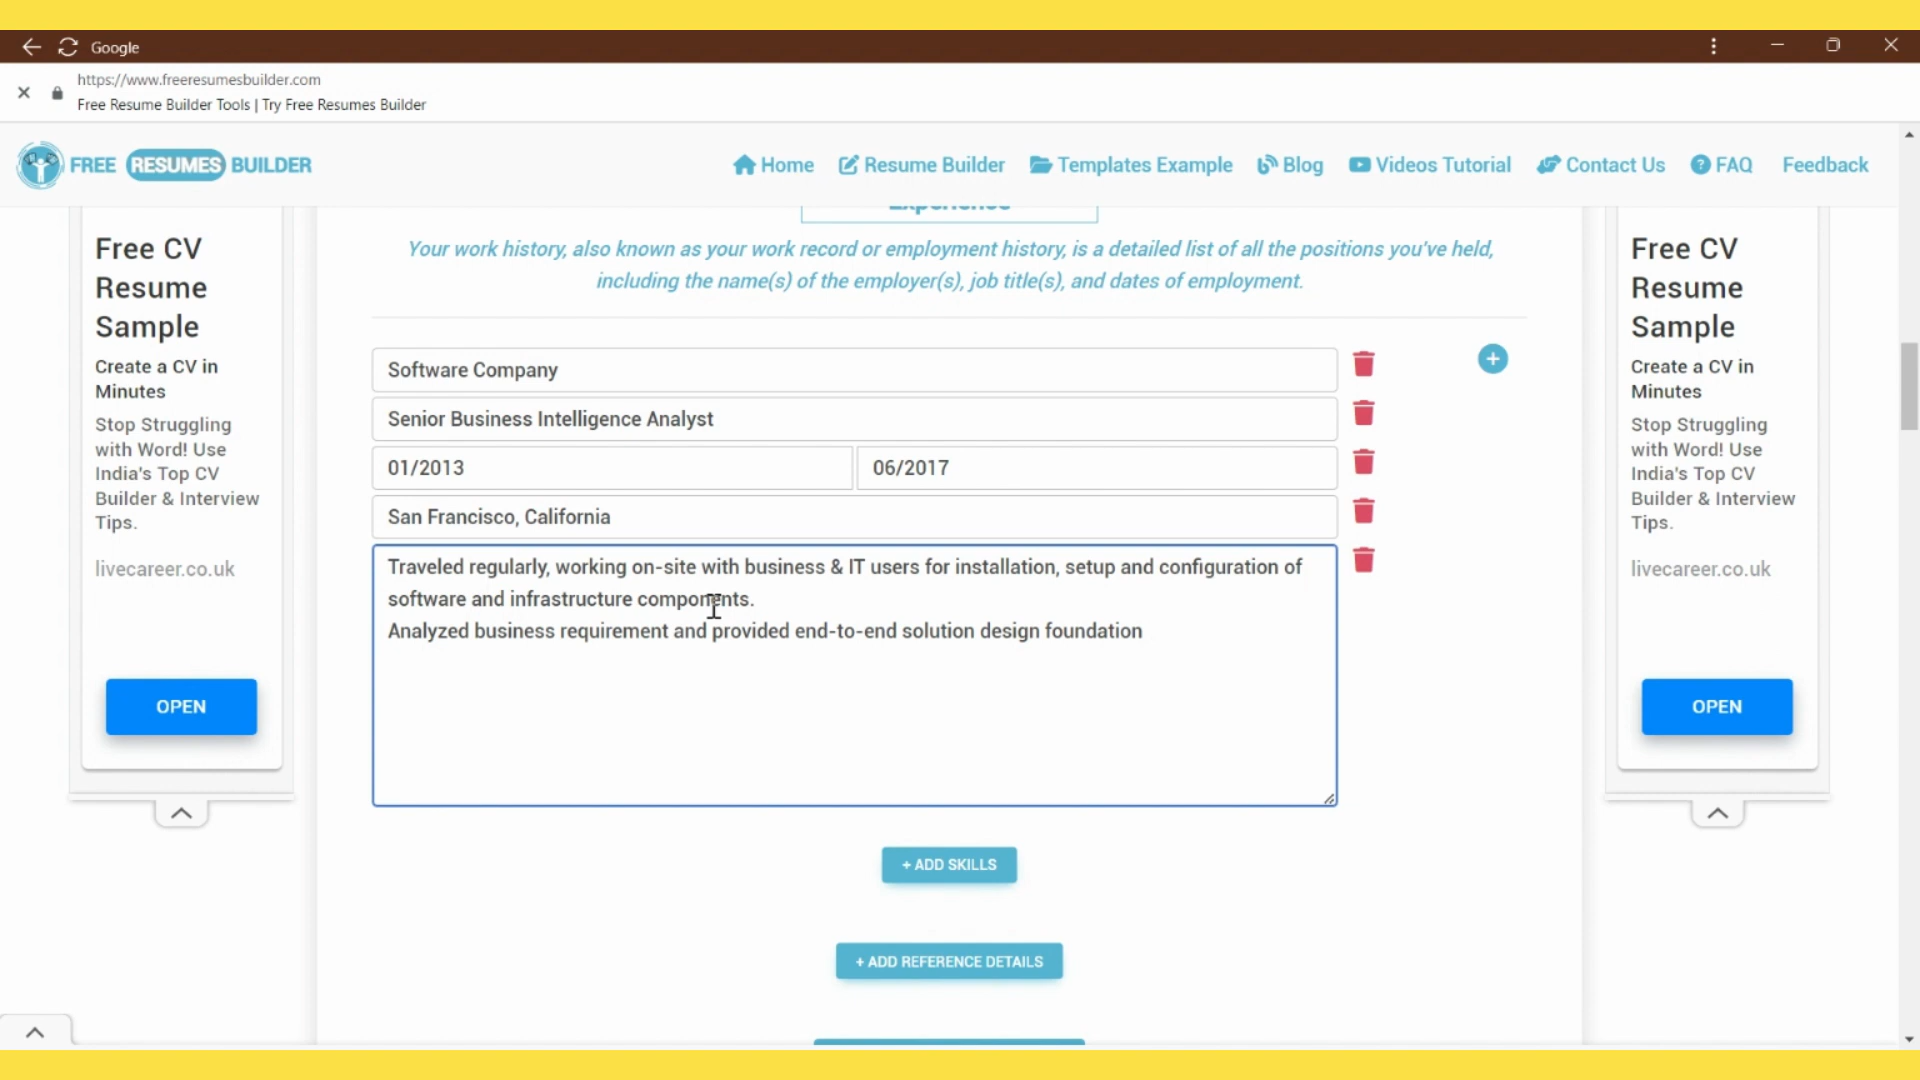 Google
https://www.freeresumesbuilder.com
Free Resume Builder Tools | Try Free Resumes Builder
FREE RESUMES BUILDER
Home Resume Builder Templates Example Blog Videos Tutorial Contact Us FAQ Feedback
Experience
Your work history, also known as your work record or employment history, is a detailed list of all the positions you've held,
including the name(s) of the employer(s), job title(s), and dates of employment.
Free CV
Resume
Sample
Create a CV in
Minutes
Stop Struggling
with Word! Use
India's Top CV
Builder & Interview
Tips.
livecareer.co.uk
OPEN
Software Company
Senior Business Intelligence Analyst
01/2013 06/2017
San Francisco, California
Traveled regularly, working on-site with business & IT users for installation, setup and configuration of
software and infrastructure components.
Analyzed business requirement and provided end-to-end solution design foundation
+ ADD SKILLS
+ ADD REFERENCE DETAILS
Free CV
Resume
Sample
Create a CV in
Minutes
Stop Struggling
with Word! Use
India's Top CV
Builder & Interview
Tips.
livecareer.co.uk
OPEN